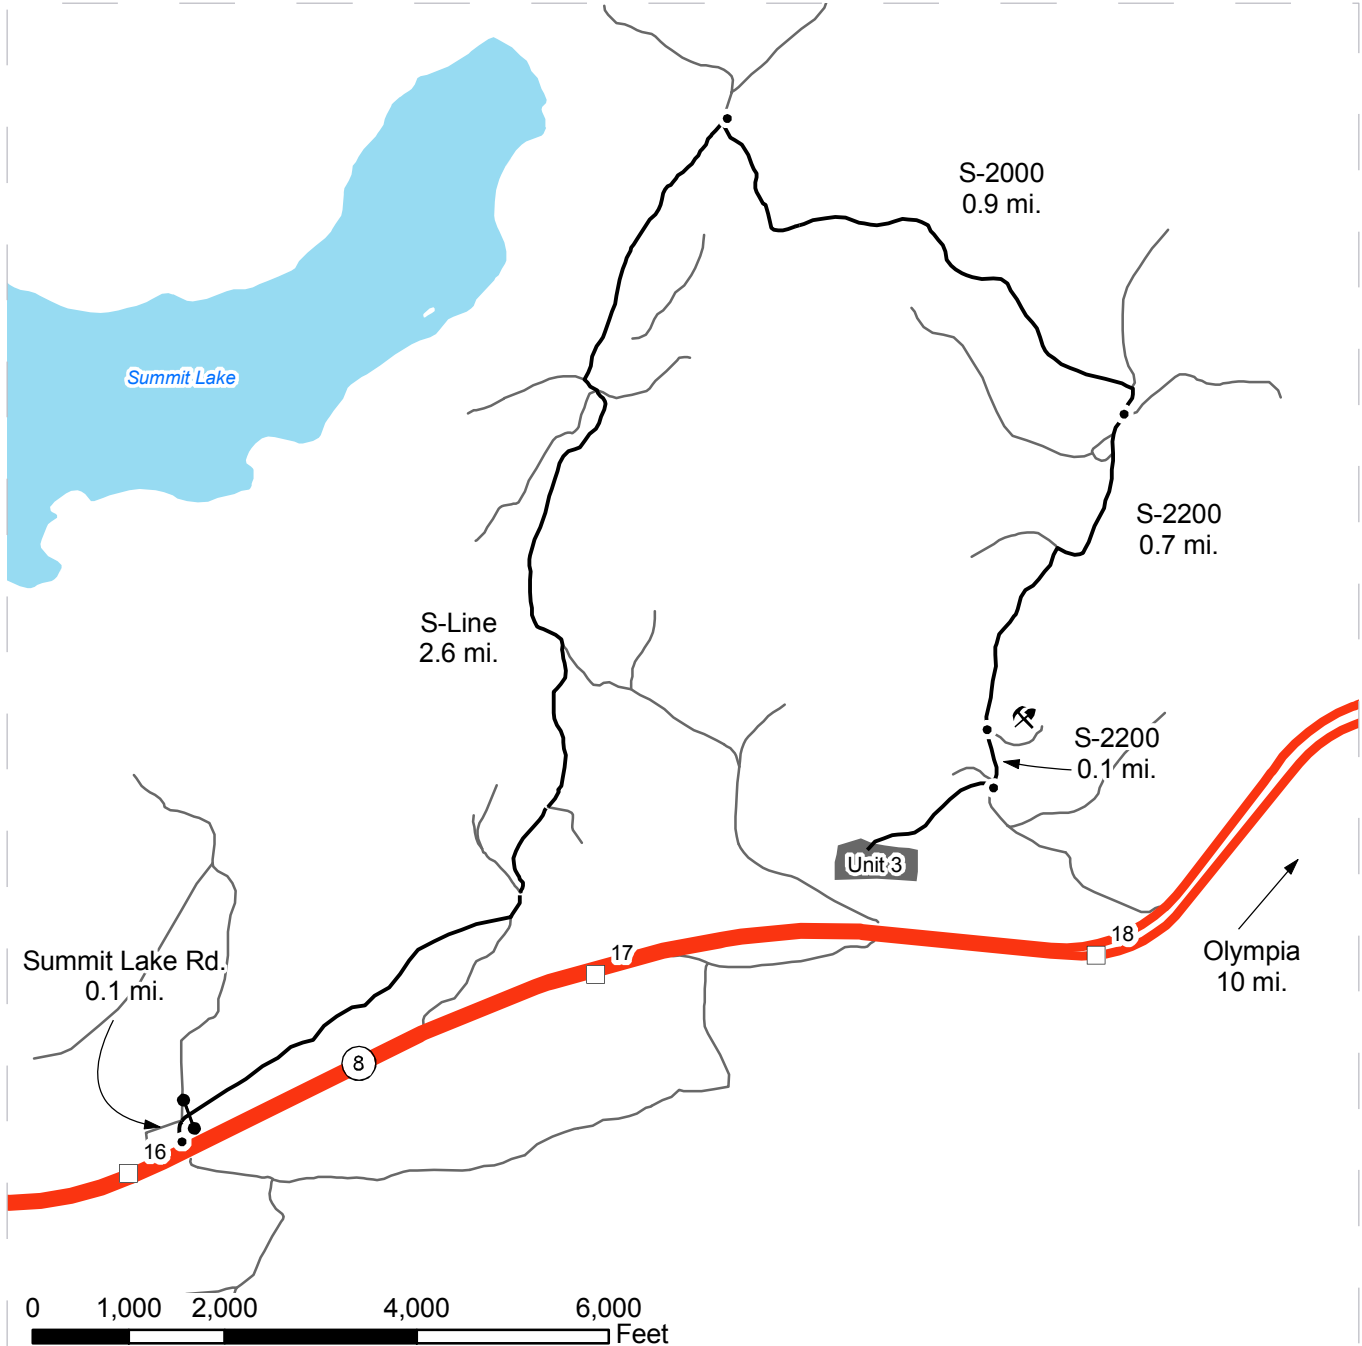 S-2000
0.9 mi.
Summit Lake
S-2200
0.7 mi.
S-Line
2.6 mi.
S-2200
0.1 mi.
Unit 3
18
17
Olympia
10 mi.
Summit Lake Rd.
0.1 mi.
8
16
0 1,000 2,000 4,000 6,000
Feet